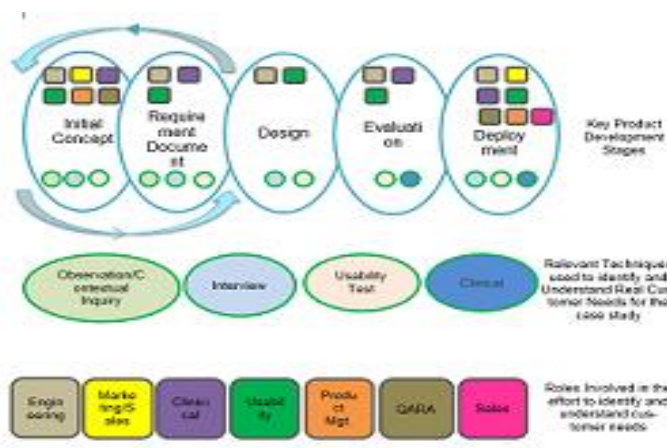 Initial
Concept
Require
ment
Docume
nt
Design
Evaluati
on
Deploy
ment
Key Product
Development
Stages
Observation/C
ontextual
Inquiry
Interview
Usability
Test
Clinical
Relevant Techniques
used to identify and
Understand Real Cus
tomer Needs for the
case study
Engin
eering
Marke
ting/S
ales
Clinic
al
Usabil
ity
Produ
ct
Mgt
QARA
Sales
Roles Involved in the
effort to identify and
understand cus-
tomer needs